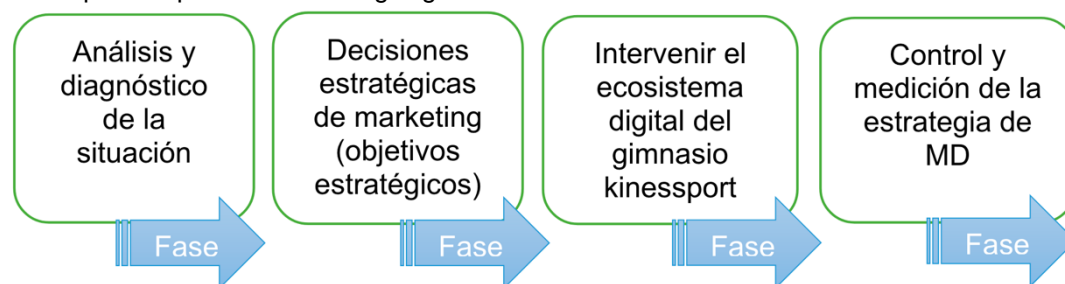 Análisis y
diagnóstico
de la
situación
Fase
Decisiones
estratégicas
de marketing
(objetivos
estratégicos)
Fase
Intervenir el
ecosistema
digital del
gimnasio
kinessport
Fase
Control y
medición de la
estrategia de
MD
Fase